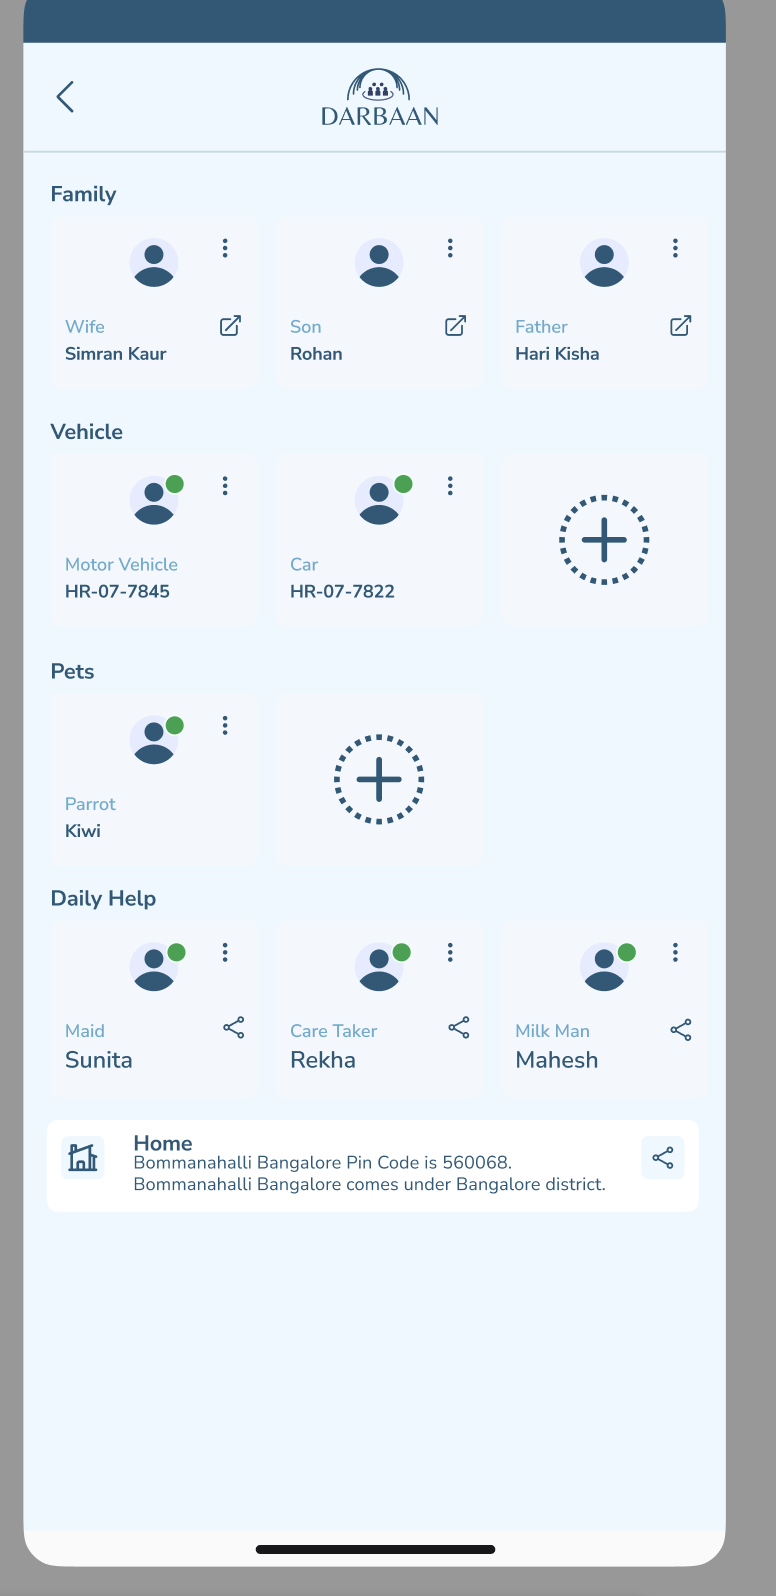 DARBAAN
Family
Wife
Simran Kaur
Son
Rohan
Father
Hari Kisha
Vehicle
Motor Vehicle
HR-07-7845
Car
HR-07-7822
Pets
Parrot
Kiwi
Daily Help
Maid
Sunita
Care Taker
Rekha
Milk Man
Mahesh
Home
Bommanahalli Bangalore Pin Code is 560068.
Bommanahalli Bangalore comes under Bangalore district.